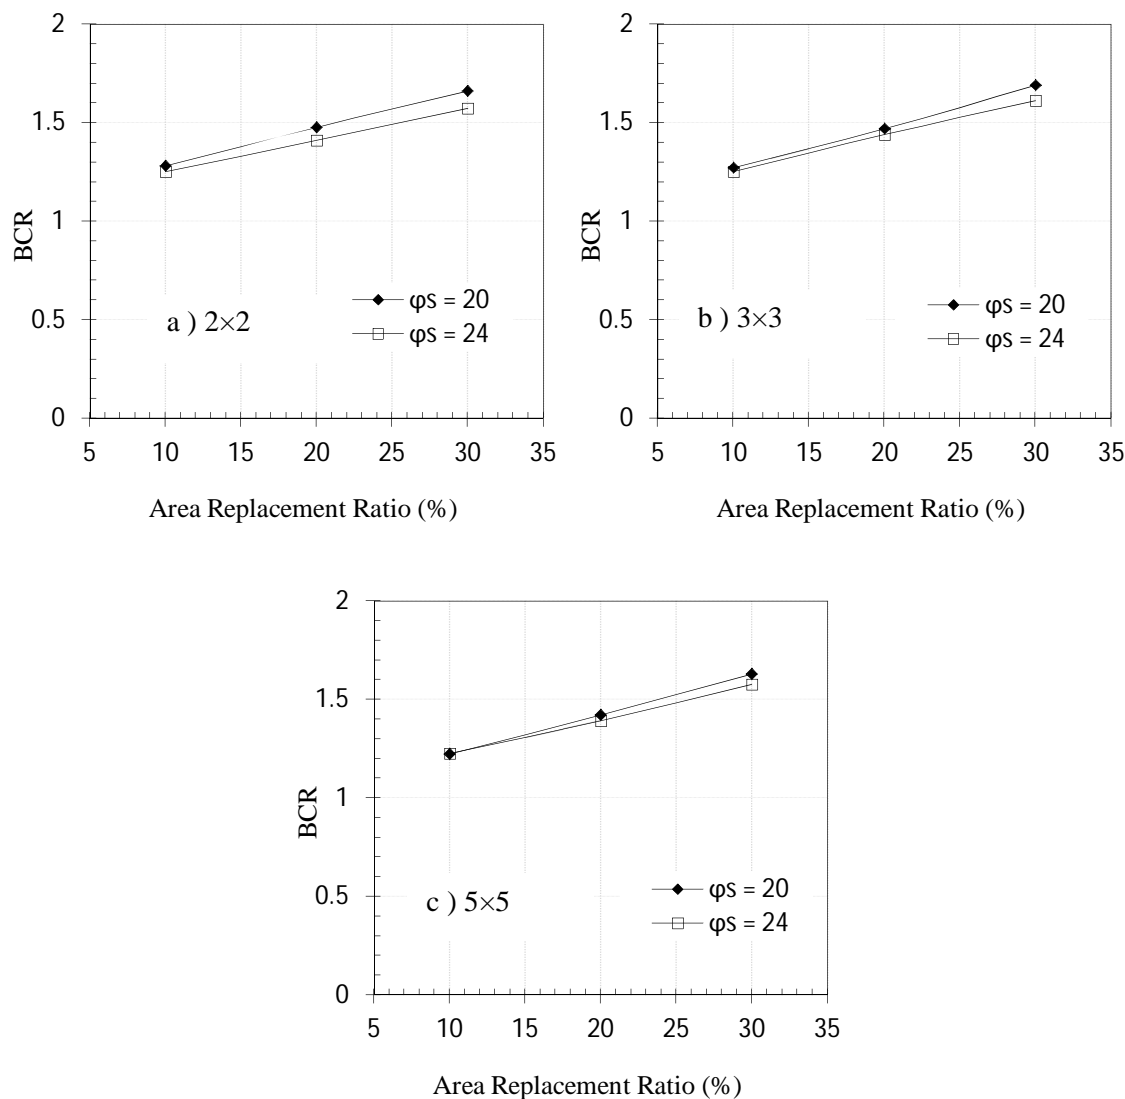 2
1.5
1
0.5
0
BCR
a ) 2×2
φs = 20
φs = 24
5 10 15 20 25 30 35
Area Replacement Ratio (%)
2
1.5
1
0.5
0
BCR
b ) 3×3
φs = 20
φs = 24
5 10 15 20 25 30 35
Area Replacement Ratio (%)
2
1.5
1
0.5
0
BCR
c ) 5×5
φs = 20
φs = 24
5 10 15 20 25 30 35
Area Replacement Ratio (%)